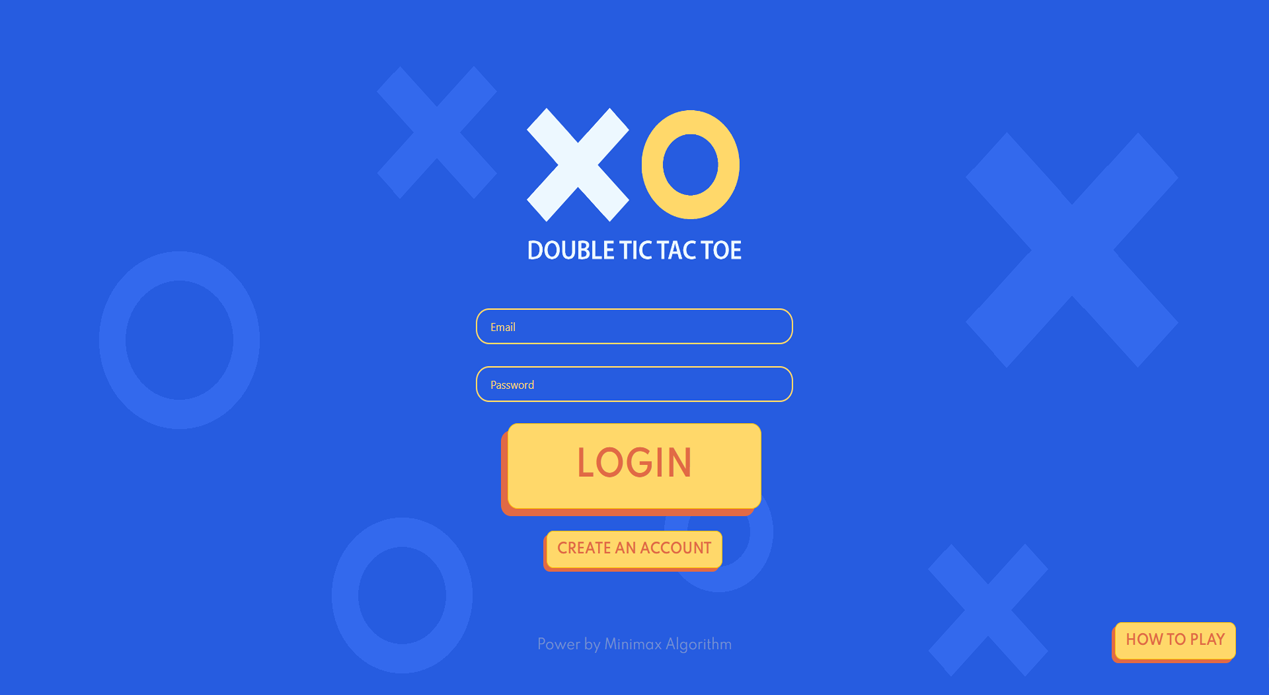 XO
DOUBLE TIC TAC TOE
Email
Password
LOGIN
CREATE AN ACCOUNT
Power by Minimax Algorithm
HOW TO PLAY